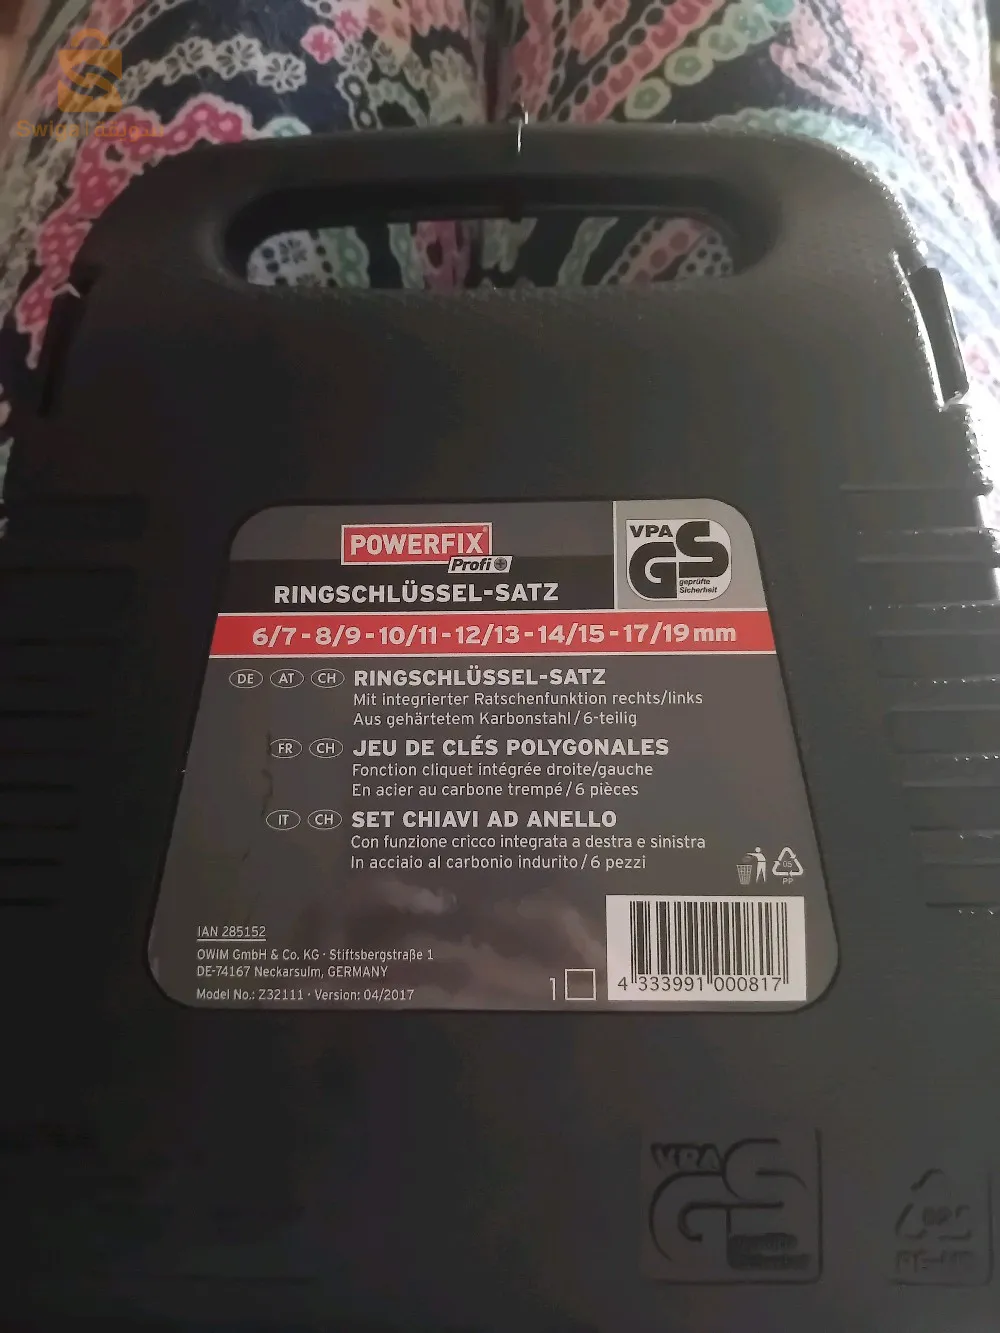 POWERFIX
Profi
RINGSCHLÜSSEL-SATZ
VPA
GS
geprüfte
Sicherheit
6/7 - 8/9 - 10/11 - 12/13 - 14/15 - 17/19 mm
DE AT CH RINGSCHLÜSSEL-SATZ
Mit integrierter Ratschenfunktion rechts/links
Aus gehärtetem Karbonstahl / 6-teilig
FR CH JEU DE CLÉS POLYGONALES
Fonction cliquet intégrée droite/gauche
En acier au carbone trempé / 6 pièces
IT CH SET CHIAVI AD ANELLO
Con funzione cricco integrata a destra e sinistra
In acciaio al carbonio indurito / 6 pezzi
05
PP
IAN 285152
OWIM GmbH & Co. KG · Stiftsbergstraße 1
DE-74167 Neckarsulm, GERMANY
Model No.: Z32111 · Version: 04/2017
1
4 333991 000817
VPA
GS